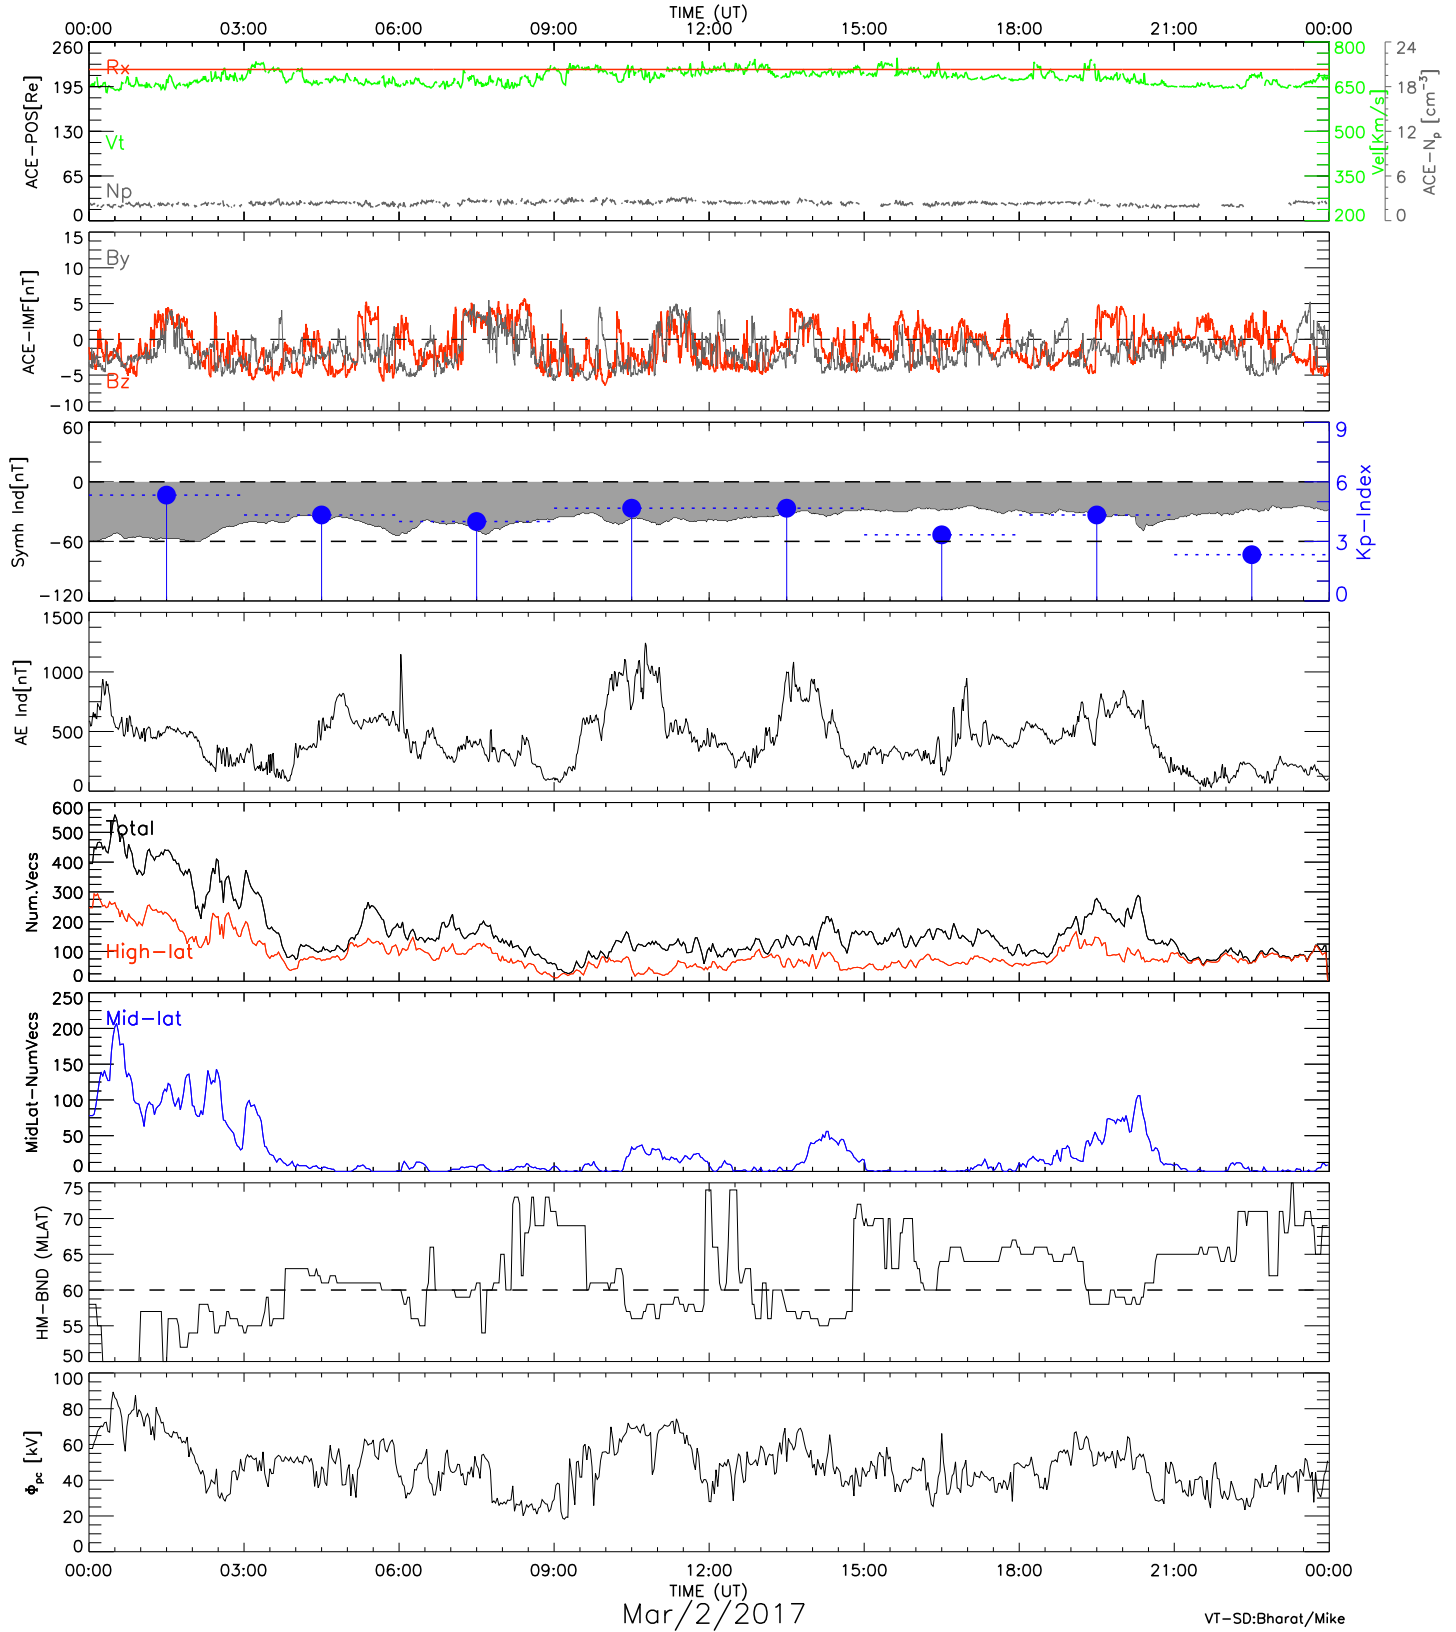 TIME (UT)
00:00 03:00 06:00 09:00 12:00 15:00 18:00 21:00 00:00
260 195 130 65 0
ACE-POS[Re]
Rx
Vt
Np
800 650 500 350 200
Vel[Km/s]
24 18 12 6 0
ACE-Np [cm-3]
15 10 5 0 -5 -10
ACE-IMF[nT]
By
Bz
60 0 -60 -120
Symh Ind[nT]
9 6 3 0
Kp-Index
1500 1000 500 0
AE Ind[nT]
600 500 400 300 200 100 0
Num.Vecs
Total
High-lat
250 200 150 100 50 0
MidLat-NumVecs
Mid-lat
75 70 65 60 55 50
HM-BND (MLAT)
100 80 60 40 20 0
Φpc [kV]
00:00 03:00 06:00 09:00 12:00 15:00 18:00 21:00 00:00
TIME (UT)
Mar/2/2017
VT-SD:Bharat/Mike